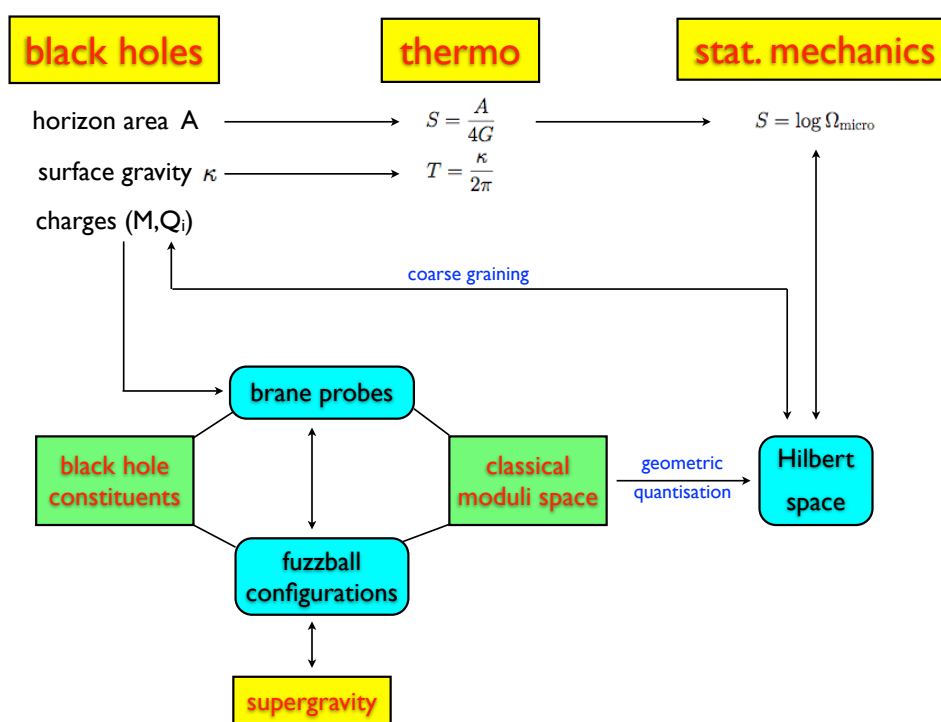 black holes
thermo
stat. mechanics
horizon area A
S = A/4G
S = log Ω_micro
surface gravity κ
T = κ/2π
charges (M,Q_i)
coarse graining
brane probes
black hole
constituents
classical
moduli space
geometric
quantisation
Hilbert
space
fuzzball
configurations
supergravity